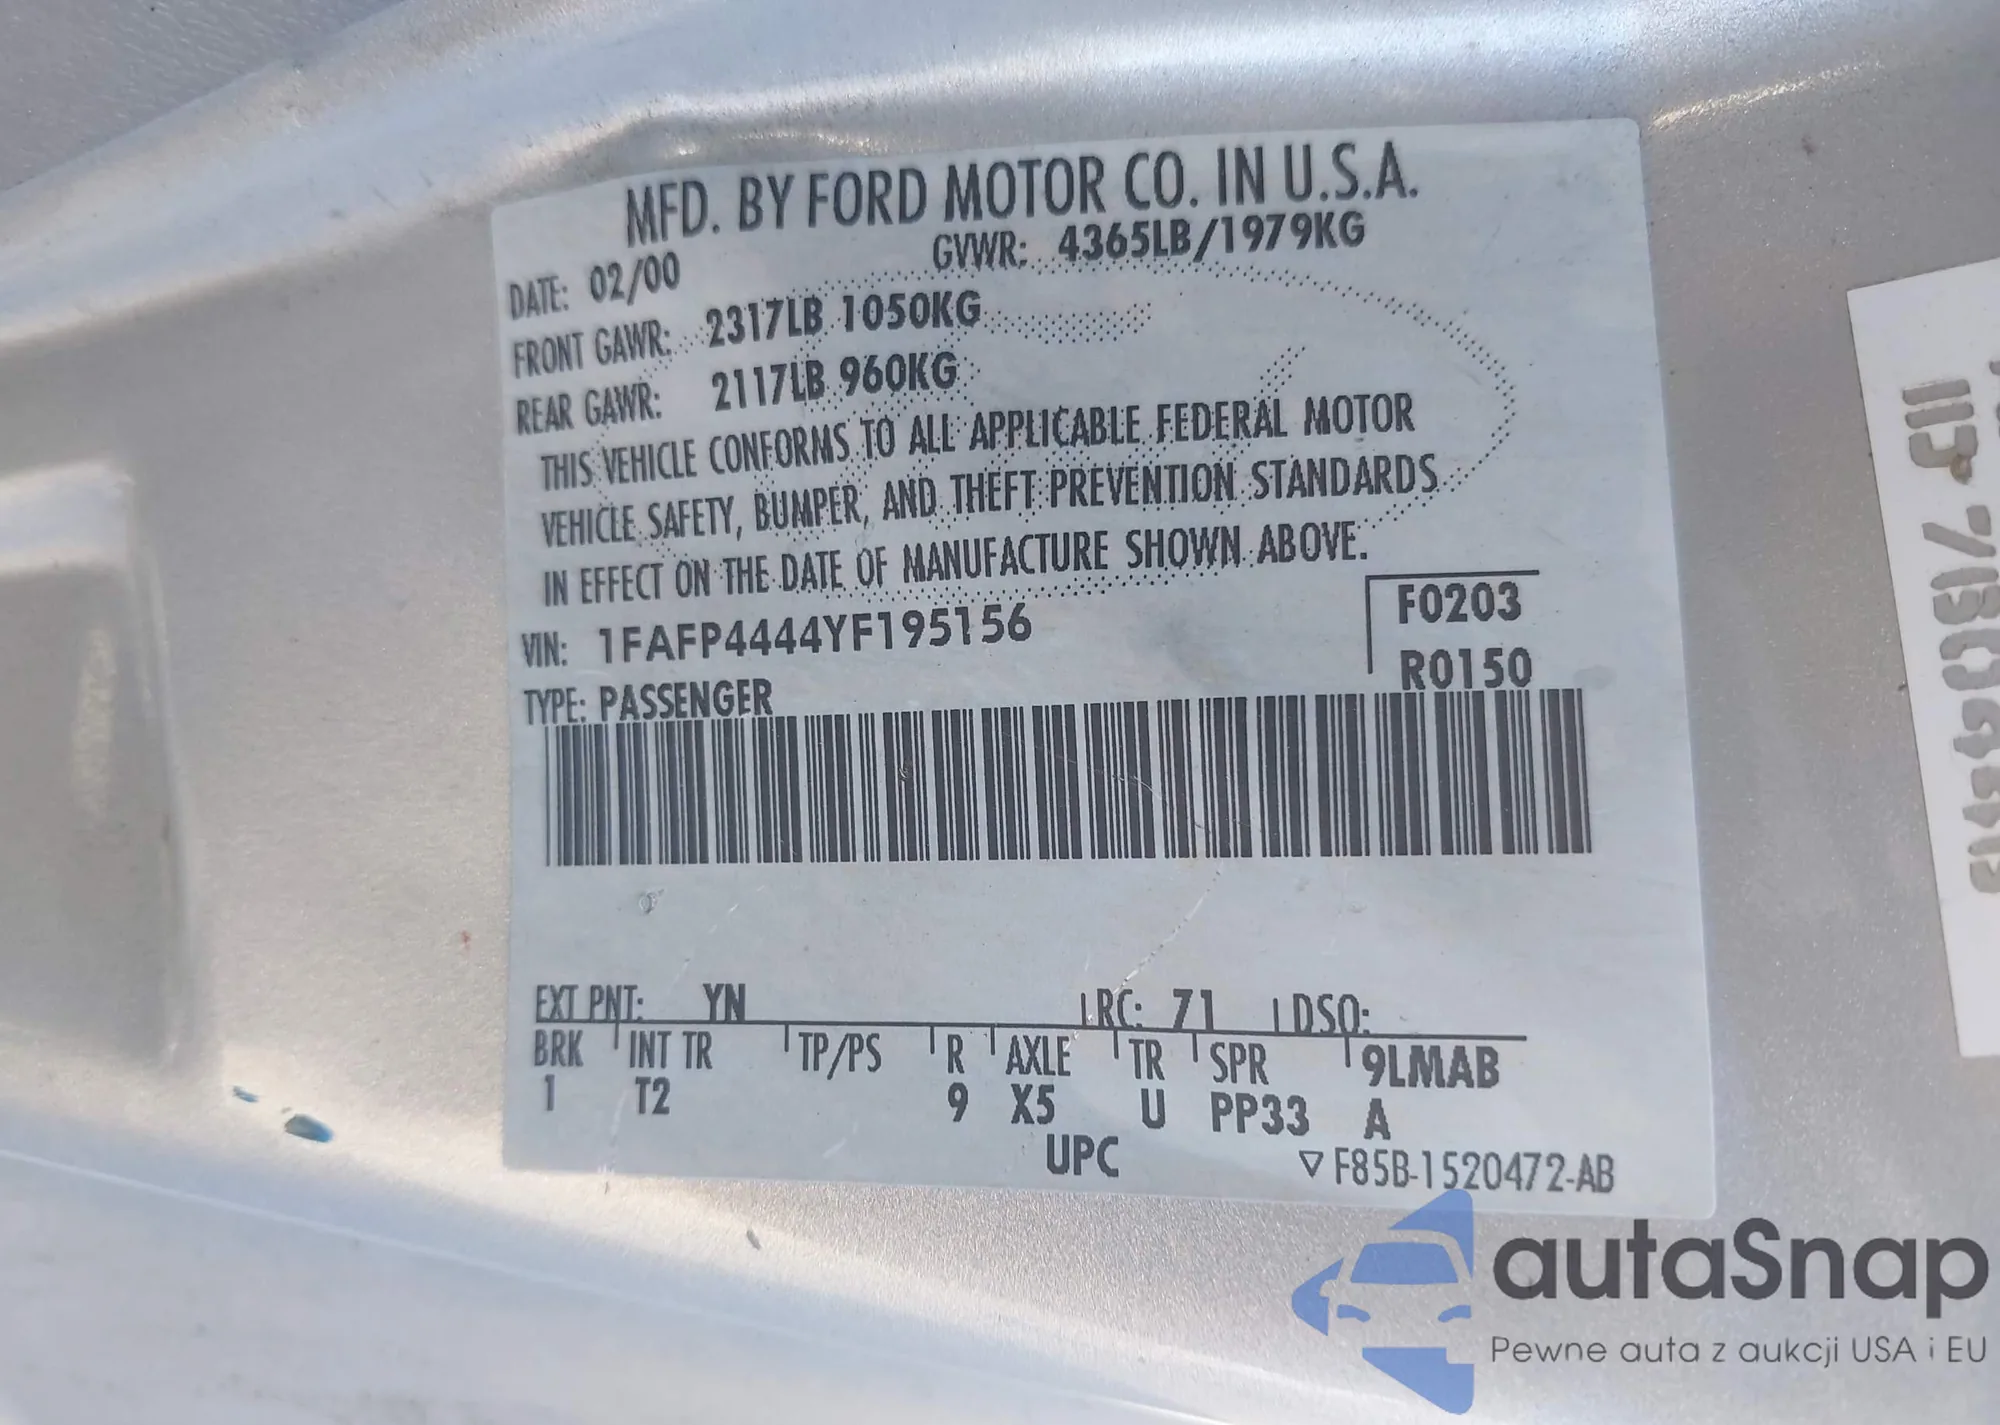 MFD. BY FORD MOTOR CO. IN U.S.A.
DATE: 02/00 GVWR: 4365LB/1979KG
FRONT GAWR: 2317LB 1050KG
REAR GAWR: 2117LB 960KG
THIS VEHICLE CONFORMS TO ALL APPLICABLE FEDERAL MOTOR
VEHICLE SAFETY, BUMPER, AND THEFT PREVENTION STANDARDS
IN EFFECT ON THE DATE OF MANUFACTURE SHOWN ABOVE.
VIN: 1FAFP4444YF195156 F0203
TYPE: PASSENGER R0150
EXT PNT: YN RC: 71 DSO:
BRK INT TR TP/PS R AXLE TR SPR 9LMAB
1 T2 9 X5 U PP33 A
UPC ▽F85B-1520472-AB
autaSnap
Pewne auta z aukcji USA i EU